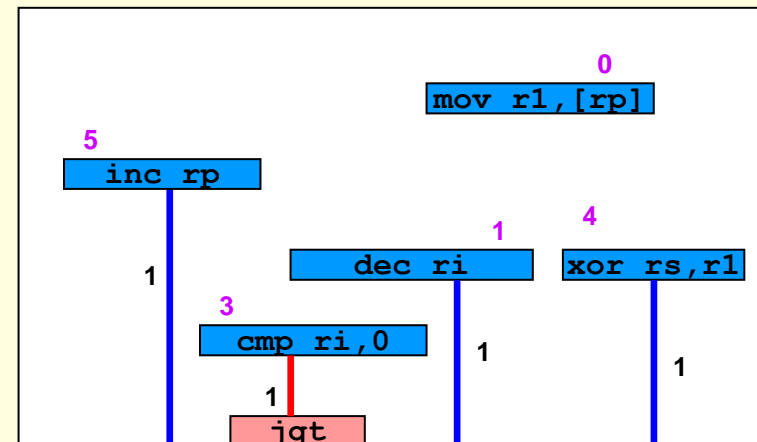 0
mov r1,[rp]
5
inc rp
1
4
dec ri
xor rs,r1
1
3
cmp ri,0
1
1
1
jgt